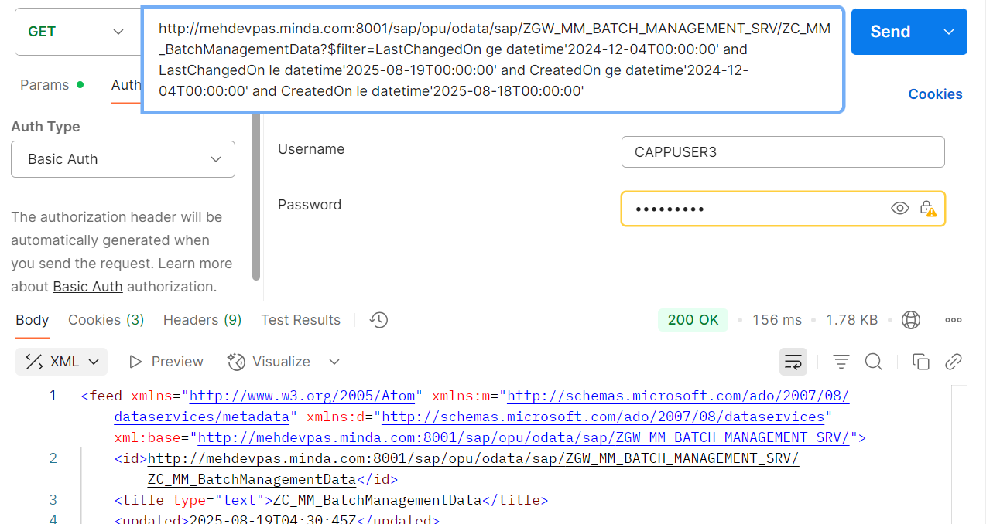 GET
http://mehdevpas.minda.com:8001/sap/opu/odata/sap/ZGW_MM_BATCH_MANAGEMENT_SRV/ZC_MM
_BatchManagementData?$filter=LastChangedOn ge datetime'2024-12-04T00:00:00' and
LastChangedOn le datetime'2025-08-19T00:00:00' and CreatedOn ge datetime'2024-12-
04T00:00:00' and CreatedOn le datetime'2025-08-18T00:00:00'
Send
Params
Auth
Cookies
Auth Type
Basic Auth
Username
CAPPUSER3
Password
•••••••••
The authorization header will be
automatically generated when
you send the request. Learn more
about Basic Auth authorization.
Body Cookies (3) Headers (9) Test Results
200 OK • 156 ms • 1.78 KB •
XML Preview Visualize
1 <feed xmlns="http://www.w3.org/2005/Atom" xmlns:m="http://schemas.microsoft.com/ado/2007/08/
dataservices/metadata" xmlns:d="http://schemas.microsoft.com/ado/2007/08/dataservices"
xml:base="http://mehdevpas.minda.com:8001/sap/opu/odata/sap/ZGW_MM_BATCH_MANAGEMENT_SRV/">
2 <id>http://mehdevpas.minda.com:8001/sap/opu/odata/sap/ZGW_MM_BATCH_MANAGEMENT_SRV/
ZC_MM_BatchManagementData</id>
3 <title type="text">ZC_MM_BatchManagementData</title>
4 <updated>2025-08-19T04:30:45Z</updated>